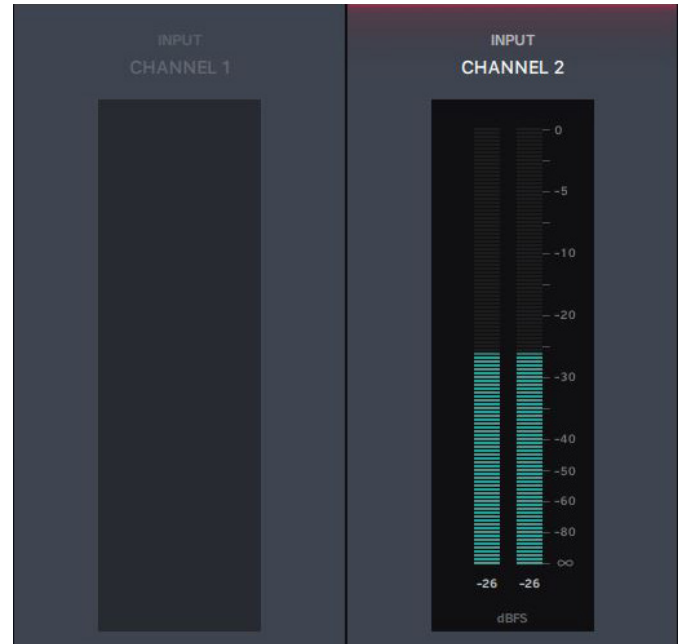 INPUT
CHANNEL 1
INPUT
CHANNEL 2
0
-5
-10
-20
-30
-40
-50
-60
-80
∞
-26 -26
dBFS